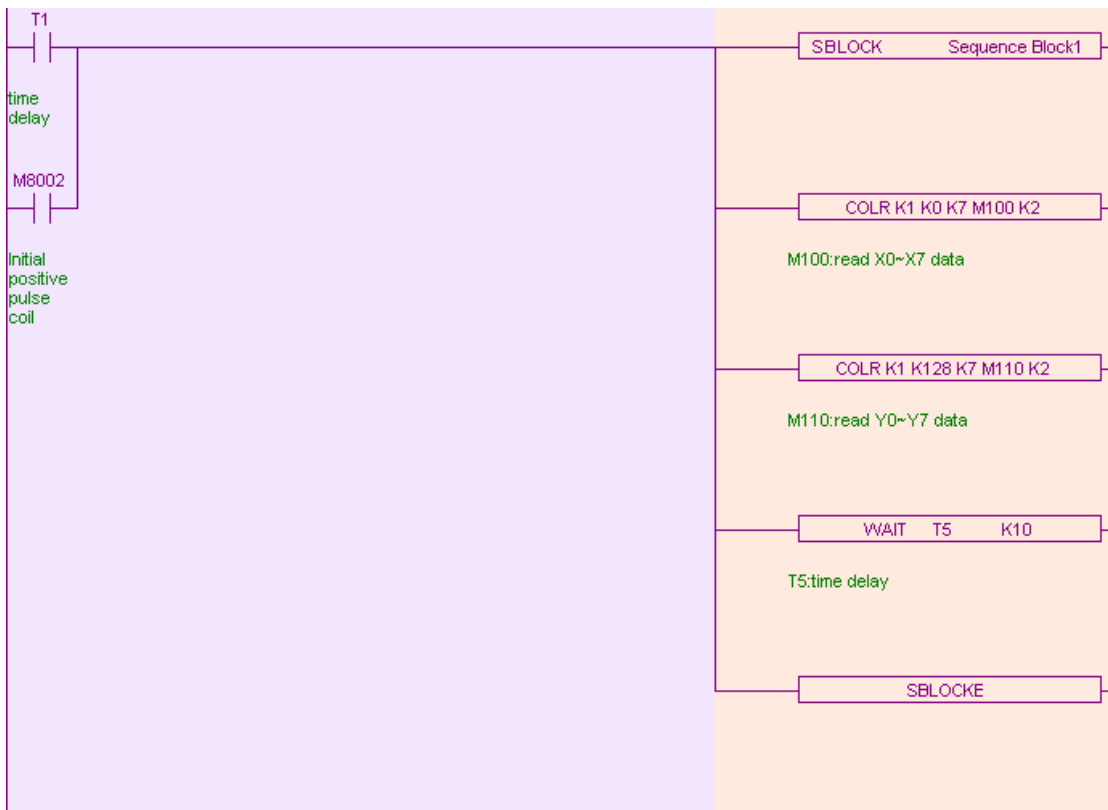 T1
SBLOCK Sequence Block1
time
delay
M8002
COLR K1 K0 K7 M100 K2
Initial
positive
pulse
coil
M100:read X0~X7 data
COLR K1 K128 K7 M110 K2
M110:read Y0~Y7 data
WAIT T5 K10
T5:time delay
SBLOCKE